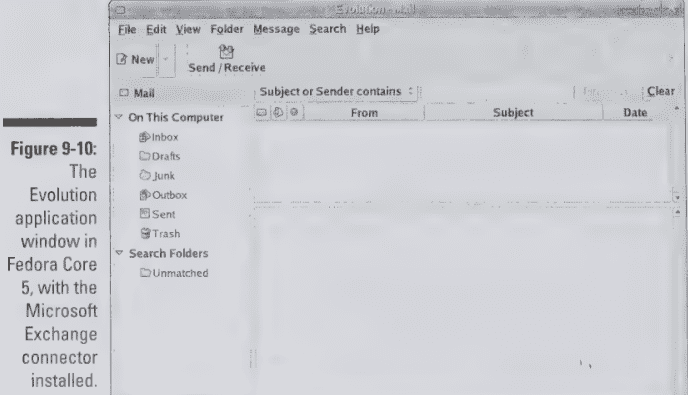 Evolution - Mail
File Edit View Folder Message Search Help
New
Send / Receive
Mail
Subject or Sender contains
Clear
On This Computer
From Subject Date
Inbox
Drafts
Junk
Outbox
Sent
Trash
Search Folders
Unmatched
Figure 9-10:
The
Evolution
application
window in
Fedora Core
5, with the
Microsoft
Exchange
connector
installed.